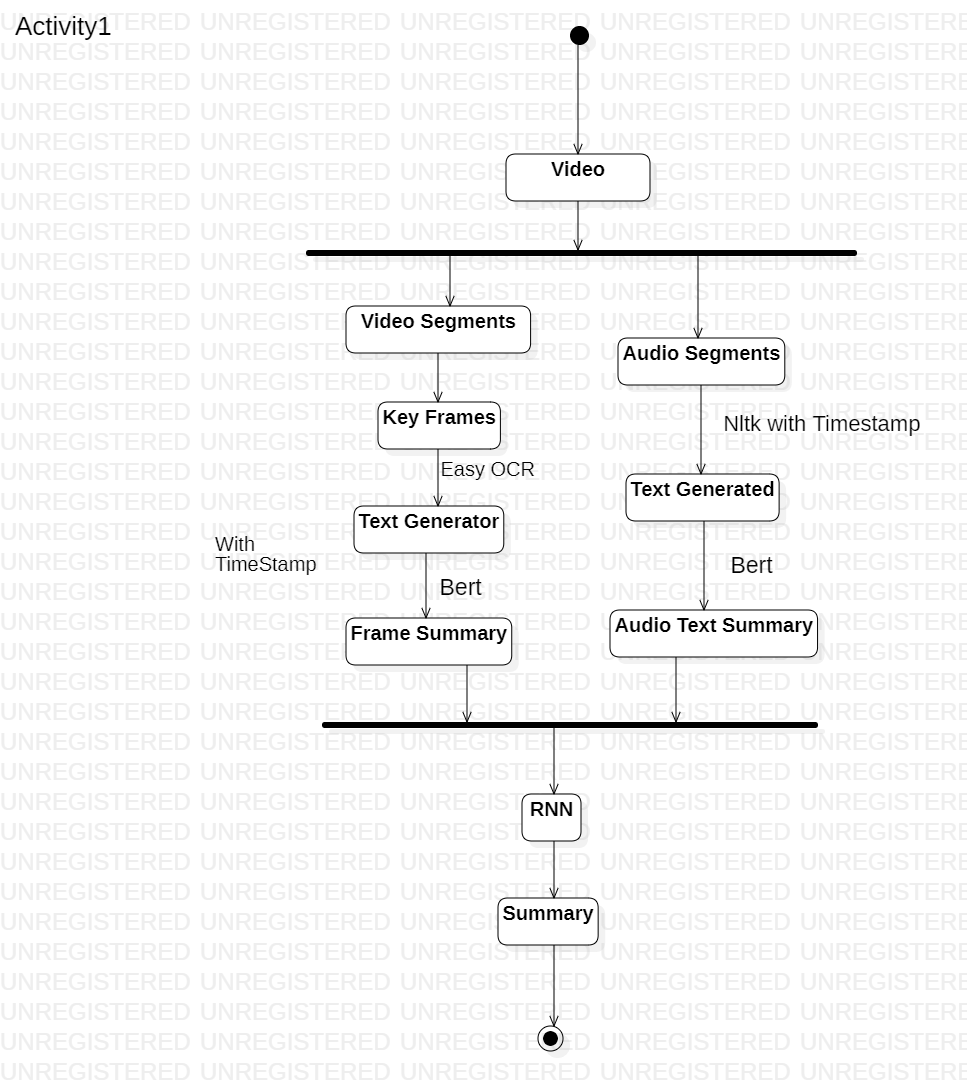 Activity1
Video
Video Segments
Audio Segments
Key Frames
Nltk with Timestamp
Easy OCR
Text Generated
Text Generator
With
TimeStamp
Bert
Bert
Frame Summary
Audio Text Summary
RNN
Summary
UNREGISTERED